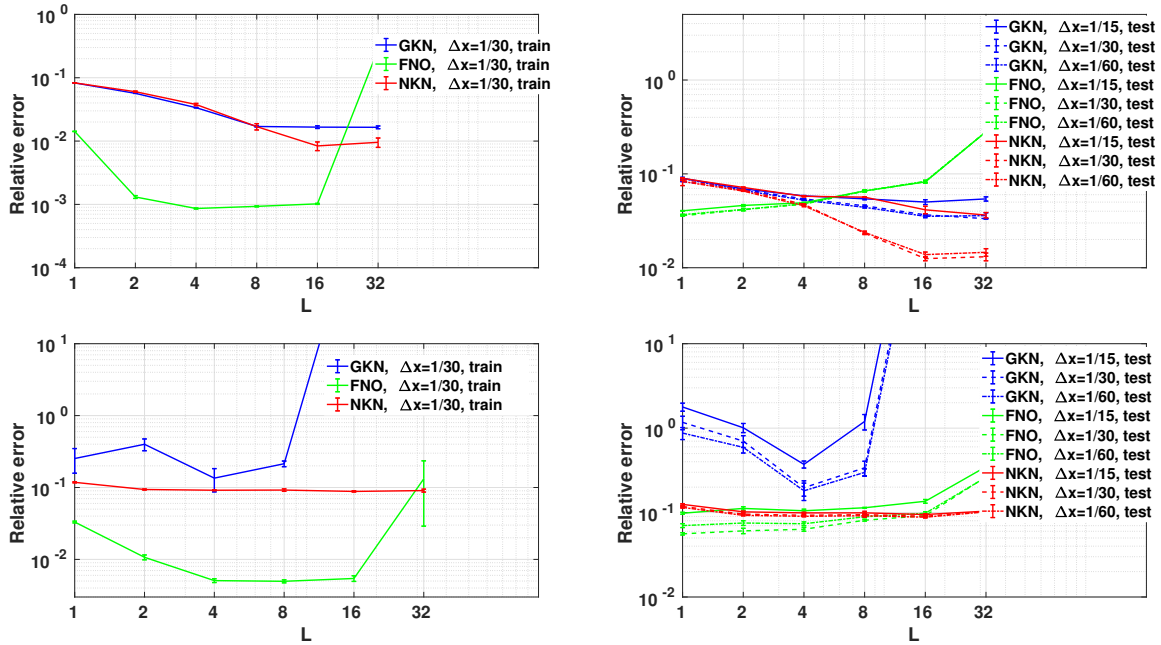 10^0
10^-1
10^-2
10^-3
10^-4
Relative error
1 2 4 8 16 32
L
GKN, Δx=1/30, train
FNO, Δx=1/30, train
NKN, Δx=1/30, train
10^0
10^-1
10^-2
Relative error
1 2 4 8 16 32
L
GKN, Δx=1/15, test
GKN, Δx=1/30, test
GKN, Δx=1/60, test
FNO, Δx=1/15, test
FNO, Δx=1/30, test
FNO, Δx=1/60, test
NKN, Δx=1/15, test
NKN, Δx=1/30, test
NKN, Δx=1/60, test
10^1
10^0
10^-1
10^-2
Relative error
1 2 4 8 16 32
L
GKN, Δx=1/30, train
FNO, Δx=1/30, train
NKN, Δx=1/30, train
10^1
10^0
10^-1
10^-2
Relative error
1 2 4 8 16 32
L
GKN, Δx=1/15, test
GKN, Δx=1/30, test
GKN, Δx=1/60, test
FNO, Δx=1/15, test
FNO, Δx=1/30, test
FNO, Δx=1/60, test
NKN, Δx=1/15, test
NKN, Δx=1/30, test
NKN, Δx=1/60, test